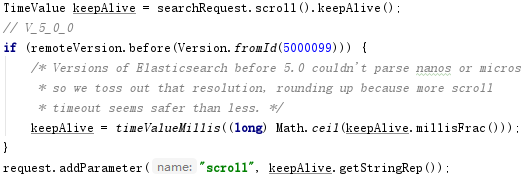 TimeValue keepAlive = searchRequest.scroll().keepAlive();
// V_5_0_0
if (remoteVersion.before(Version.fromId(5000099))) {
/* Versions of Elasticsearch before 5.0 couldn't parse nanos or micros
* so we toss out that resolution, rounding up because more scroll
* timeout seems safer than less. */
keepAlive = timeValueMillis((long) Math.ceil(keepAlive.millisFrac()));
}
request.addParameter( name: "scroll", keepAlive.getStringRep());